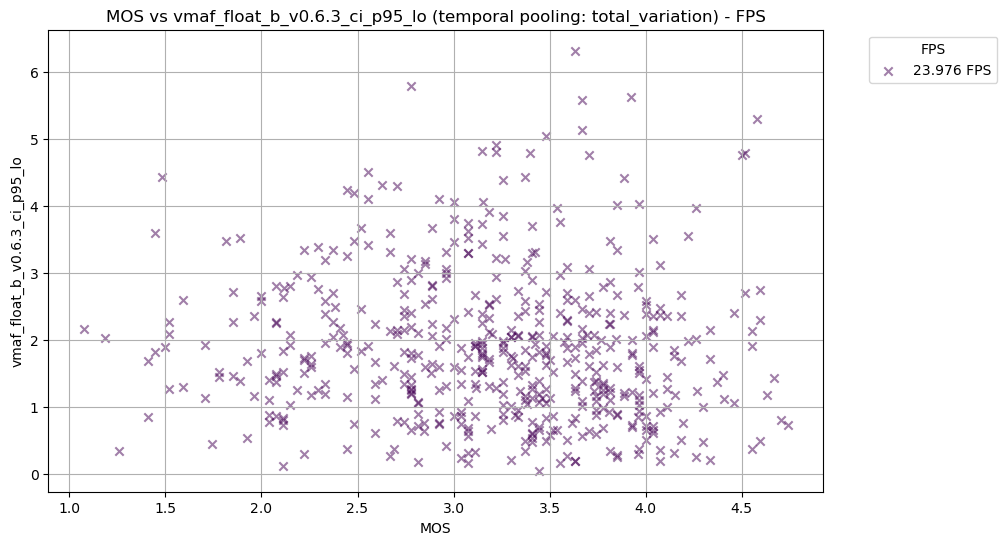 MOS vs vmaf_float_b_v0.6.3_ci_p95_lo (temporal pooling: total_variation) - FPS
FPS
23.976 FPS
vmaf_float_b_v0.6.3_ci_p95_lo
6
5
4
3
2
1
0
1.0 1.5 2.0 2.5 3.0 3.5 4.0 4.5
MOS